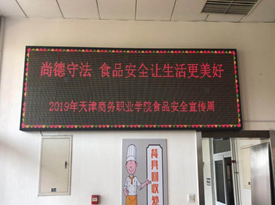 尚德守法 食品安全让生活更美好
2019年天津商务职业学院食品安全宣传周